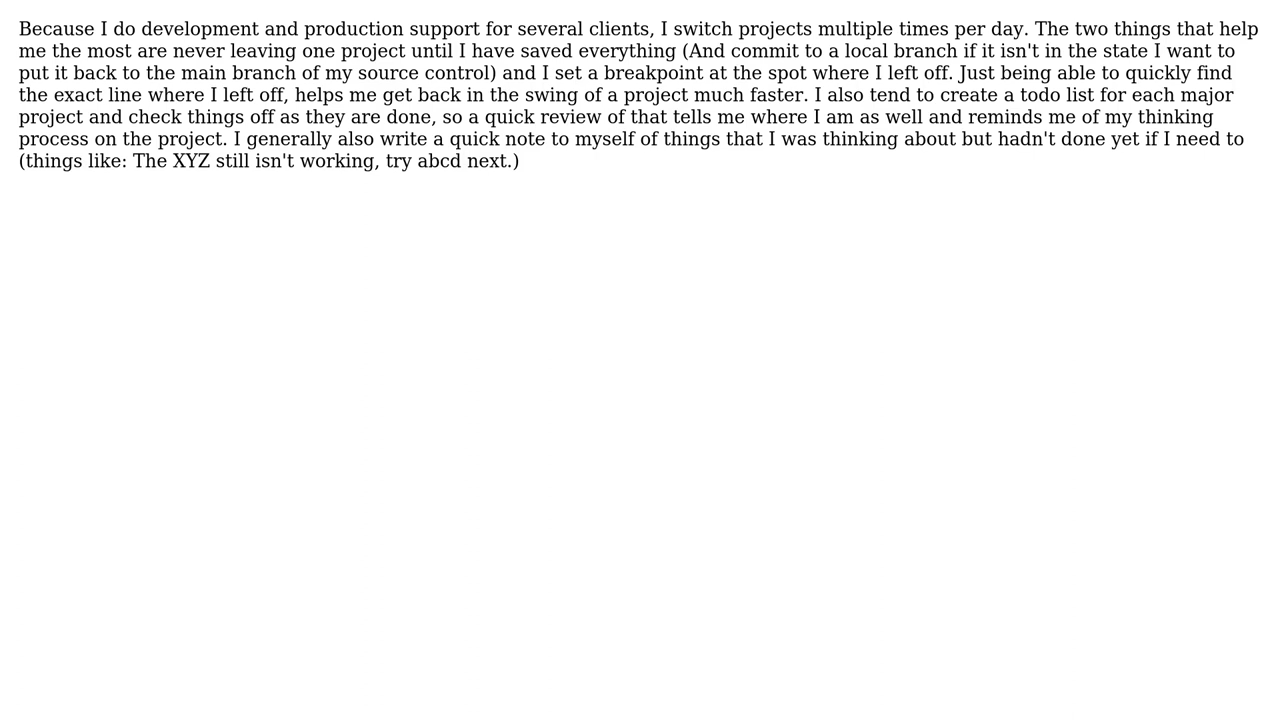 Because I do development and production support for several clients, I switch projects multiple times per day. The two things that help
me the most are never leaving one project until I have saved everything (And commit to a local branch if it isn't in the state I want to
put it back to the main branch of my source control) and I set a breakpoint at the spot where I left off. Just being able to quickly find
the exact line where I left off, helps me get back in the swing of a project much faster. I also tend to create a todo list for each major
project and check things off as they are done, so a quick review of that tells me where I am as well and reminds me of my thinking
process on the project. I generally also write a quick note to myself of things that I was thinking about but hadn't done yet if I need to
(things like: The XYZ still isn't working, try abcd next.)